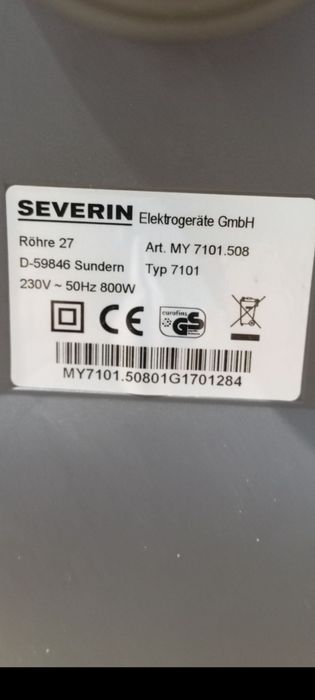 SEVERIN Elektrogeräte GmbH
Röhre 27 Art. MY 7101.508
D-59846 Sundern Typ 7101
230V ~ 50Hz 800W
CE eurofins GS
MY7101.50801G1701284